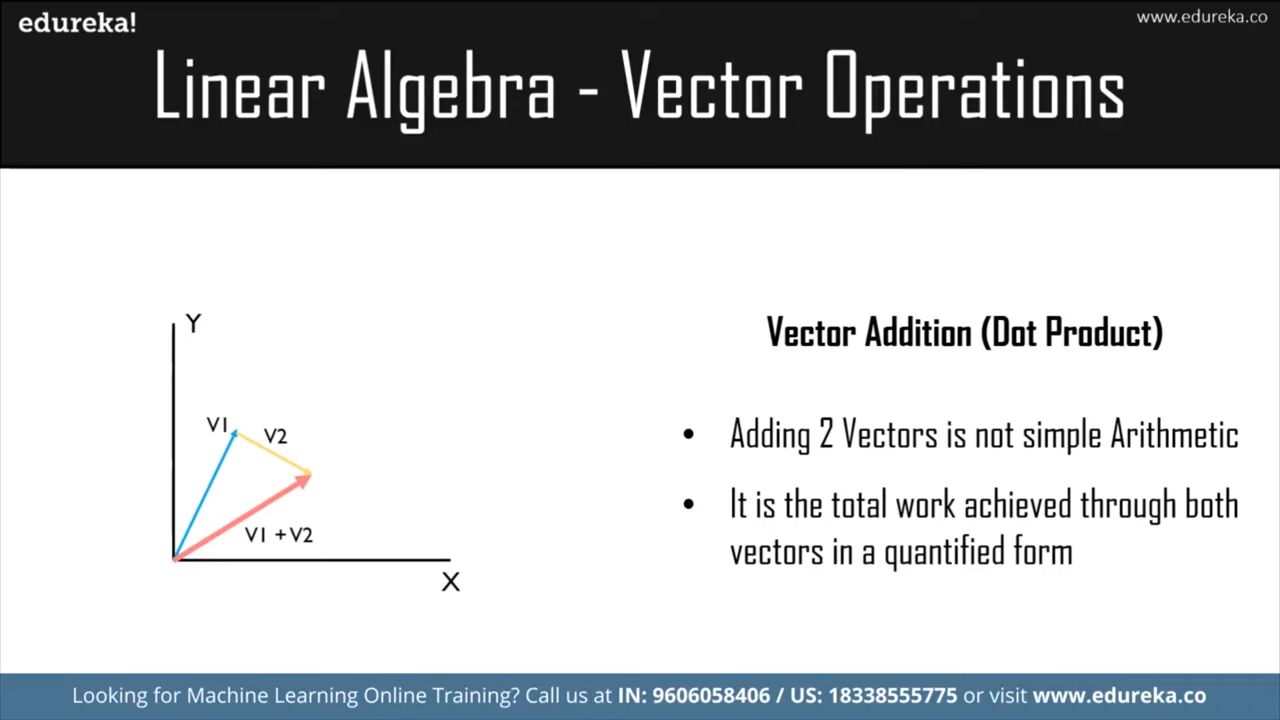 edureka!
www.edureka.co
Linear Algebra - Vector Operations
Y
V1
V2
V1 + V2
X
Vector Addition (Dot Product)
• Adding 2 Vectors is not simple Arithmetic
• It is the total work achieved through both
vectors in a quantified form
Looking for Machine Learning Online Training? Call us at IN: 9606058406 / US: 18338555775 or visit www.edureka.co